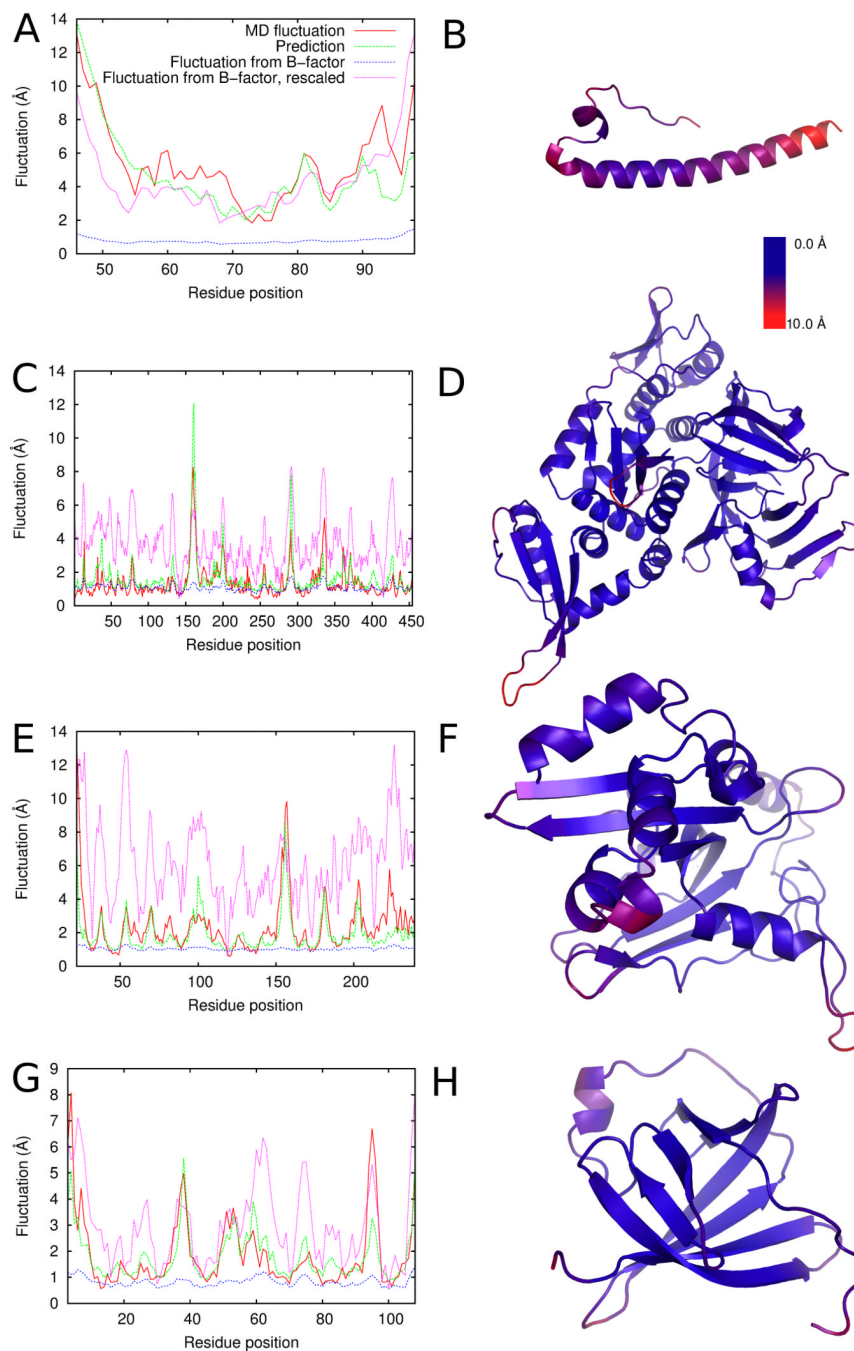 A
B
MD fluctuation
Prediction
Fluctuation from B-factor
Fluctuation from B-factor, rescaled
Fluctuation (Å)
14
12
10
8
6
4
2
0
50 60 70 80 90
Residue position
0.0 Å
10.0 Å
C
D
Fluctuation (Å)
14
12
10
8
6
4
2
0
50 100 150 200 250 300 350 400 450
Residue position
E
F
Fluctuation (Å)
14
12
10
8
6
4
2
0
50 100 150 200
Residue position
G
H
Fluctuation (Å)
9
8
7
6
5
4
3
2
1
0
20 40 60 80 100
Residue position